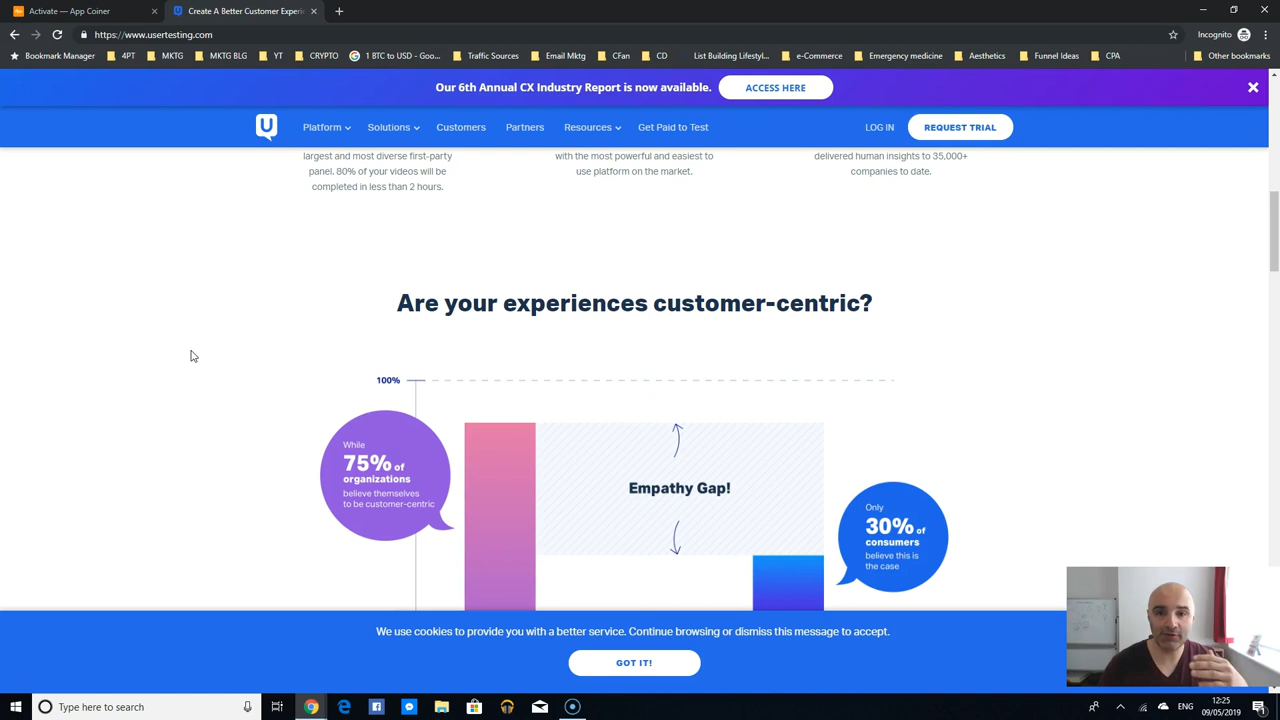 Activate — App Coiner
Create A Better Customer Experi
https://www.usertesting.com
Incognito
Bookmark Manager
4PT
MKTG
MKTG BLG
YT
CRYPTO
1 BTC to USD - Goo...
Traffic Sources
Email Mktg
CFan
CD
List Building Lifestyl...
e-Commerce
Emergency medicine
Aesthetics
Funnel Ideas
CPA
Other bookmarks
Our 6th Annual CX Industry Report is now available.
ACCESS HERE
U
Platform
Solutions
Customers
Partners
Resources
Get Paid to Test
LOG IN
REQUEST TRIAL
largest and most diverse first-party
panel. 80% of your videos will be
completed in less than 2 hours.
with the most powerful and easiest to
use platform on the market.
delivered human insights to 35,000+
companies to date.
Are your experiences customer-centric?
100%
While
75% of
organizations
believe themselves
to be customer-centric
Empathy Gap!
Only
30% of
consumers
believe this is
the case
We use cookies to provide you with a better service. Continue browsing or dismiss this message to accept.
GOT IT!
Type here to search
ENG
12:25
09/05/2019